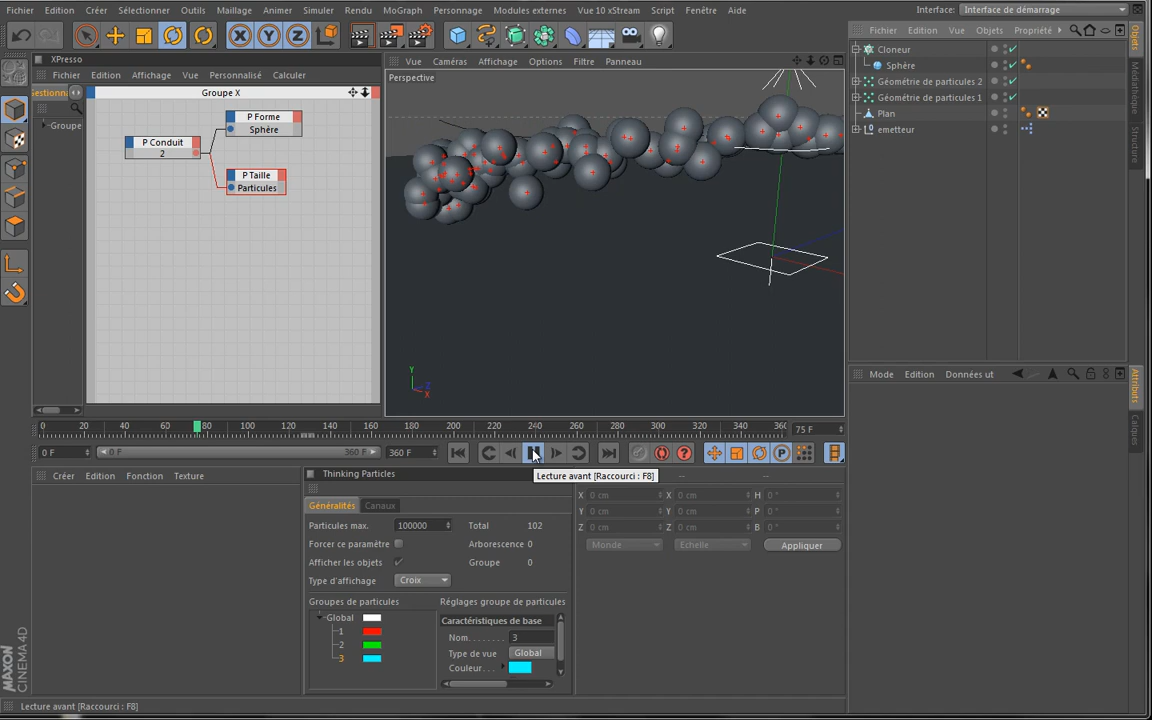 Fichier Edition Créer Sélectionner Outils Maillage Animer Simuler Rendu MoGraph Personnage Modules externes Vue 10 xStream Script Fenêtre Aide Interface: Interface de démarrage
XPresso
Fichier Edition Affichage Vue Personnalisé Calculer
Groupe X
Groupe
P Conduit
2
P Forme
Sphère
P Taille
Particules
Vue Caméras Affichage Options Filtre Panneau
Perspective
Y
Z
X
Fichier Edition Vue Objets Propriété
Cloneur
Sphère
Géométrie de particules 2
Géométrie de particules 1
Plan
emetteur
Objets
Médiathèque
Structure
Mode Edition Données ut
Attributs
Calques
0 20 40 60 80 100 120 140 160 180 200 220 240 260 280 300 320 340 75 F
0 F 0 F 360 F 360 F
Lecture avant [Raccourci : F8]
Créer Edition Fonction Texture
Thinking Particles
Généralités Canaux
Particules max. 100000 Total 102
Forcer ce paramètre Arborescence 0
Afficher les objets Groupe 0
Type d'affichage Croix
Groupes de particules
Global
1
2
3
Réglages groupe de particules
Caractéristiques de base
Nom 3
Type de vue Global
Couleur
-- -- --
X 0 cm X 0 cm H 0 °
Y 0 cm Y 0 cm P 0 °
Z 0 cm Z 0 cm B 0 °
Monde Echelle Appliquer
MAXON
CINEMA 4D
Lecture avant [Raccourci : F8]